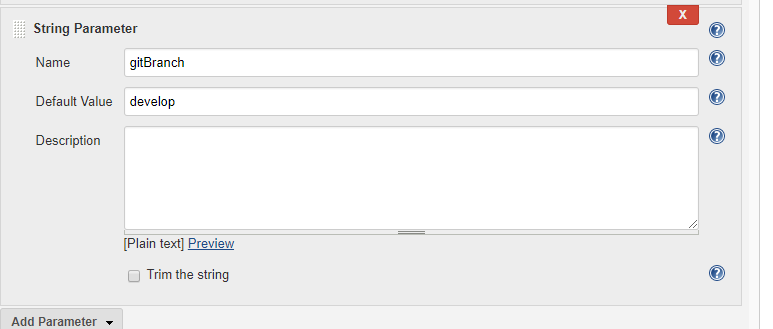 X
String Parameter
?
Name
gitBranch
?
Default Value
develop
?
Description
?
[Plain text] Preview
Trim the string
?
Add Parameter